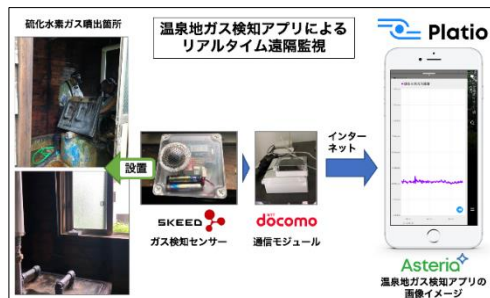 硫化水素ガス噴出箇所
温泉地ガス検知アプリによる
リアルタイム遠隔監視
Platio
設置
インター
ネット
SKEED
docomo
ガス検知センサー
通信モジュール
Asteria
温泉地ガス検知アプリの
画像イメージ